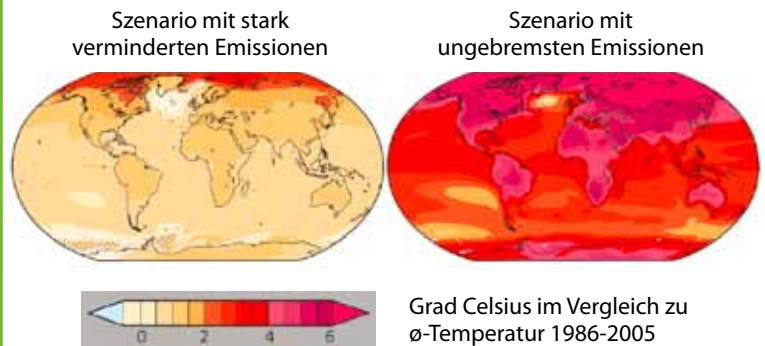 Szenario mit stark
verminderten Emissionen
Szenario mit
ungebremsten Emissionen
0 2 4 6
Grad Celsius im Vergleich zu
ø-Temperatur 1986-2005